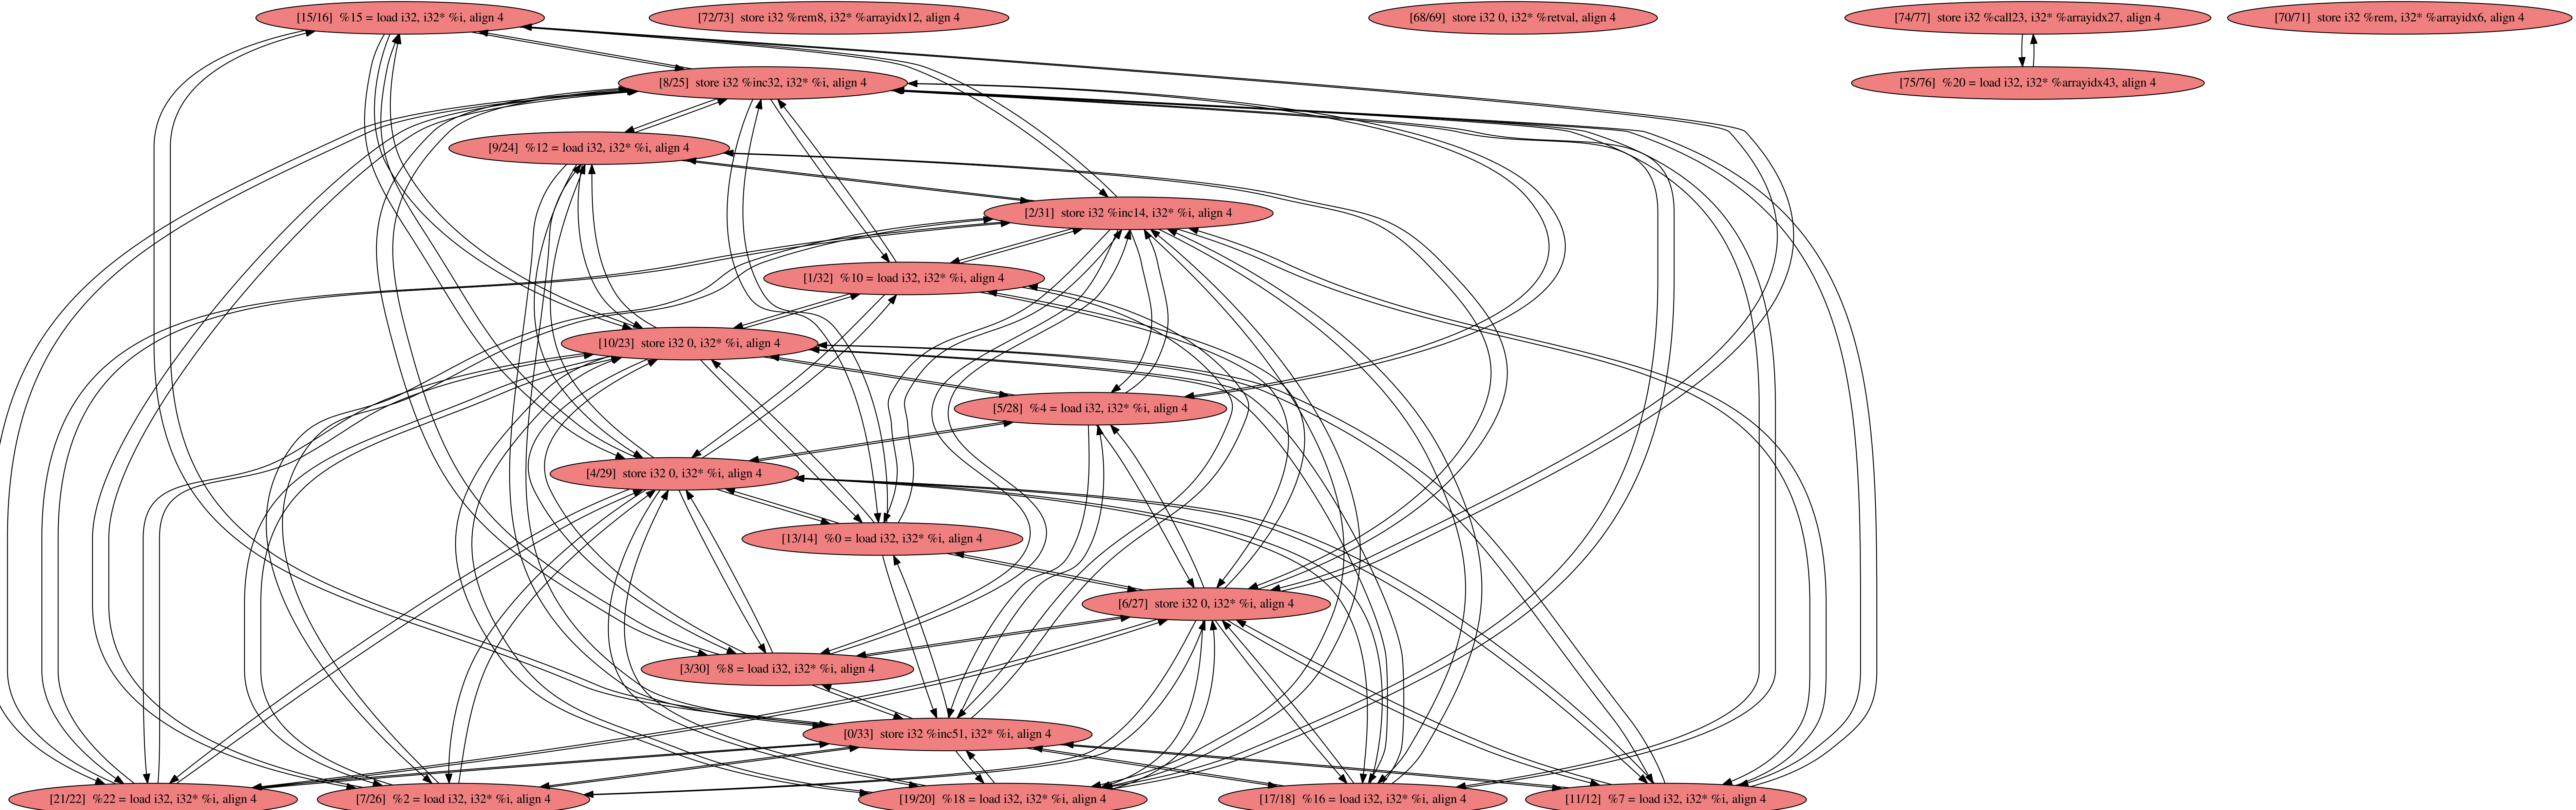 [15/16] %15 = load i32, i32* %i, align 4
[72/73] store i32 %rem8, i32* %arrayidx12, align 4
[68/69] store i32 0, i32* %retval, align 4
[74/77] store i32 %call23, i32* %arrayidx27, align 4
[70/71] store i32 %rem, i32* %arrayidx6, align 4
[8/25] store i32 %inc32, i32* %i, align 4
[75/76] %20 = load i32, i32* %arrayidx43, align 4
[9/24] %12 = load i32, i32* %i, align 4
[2/31] store i32 %inc14, i32* %i, align 4
[1/32] %10 = load i32, i32* %i, align 4
[10/23] store i32 0, i32* %i, align 4
[5/28] %4 = load i32, i32* %i, align 4
[4/29] store i32 0, i32* %i, align 4
[13/14] %0 = load i32, i32* %i, align 4
[6/27] store i32 0, i32* %i, align 4
[3/30] %8 = load i32, i32* %i, align 4
[0/33] store i32 %inc51, i32* %i, align 4
[21/22] %22 = load i32, i32* %i, align 4
[7/26] %2 = load i32, i32* %i, align 4
[19/20] %18 = load i32, i32* %i, align 4
[17/18] %16 = load i32, i32* %i, align 4
[11/12] %7 = load i32, i32* %i, align 4